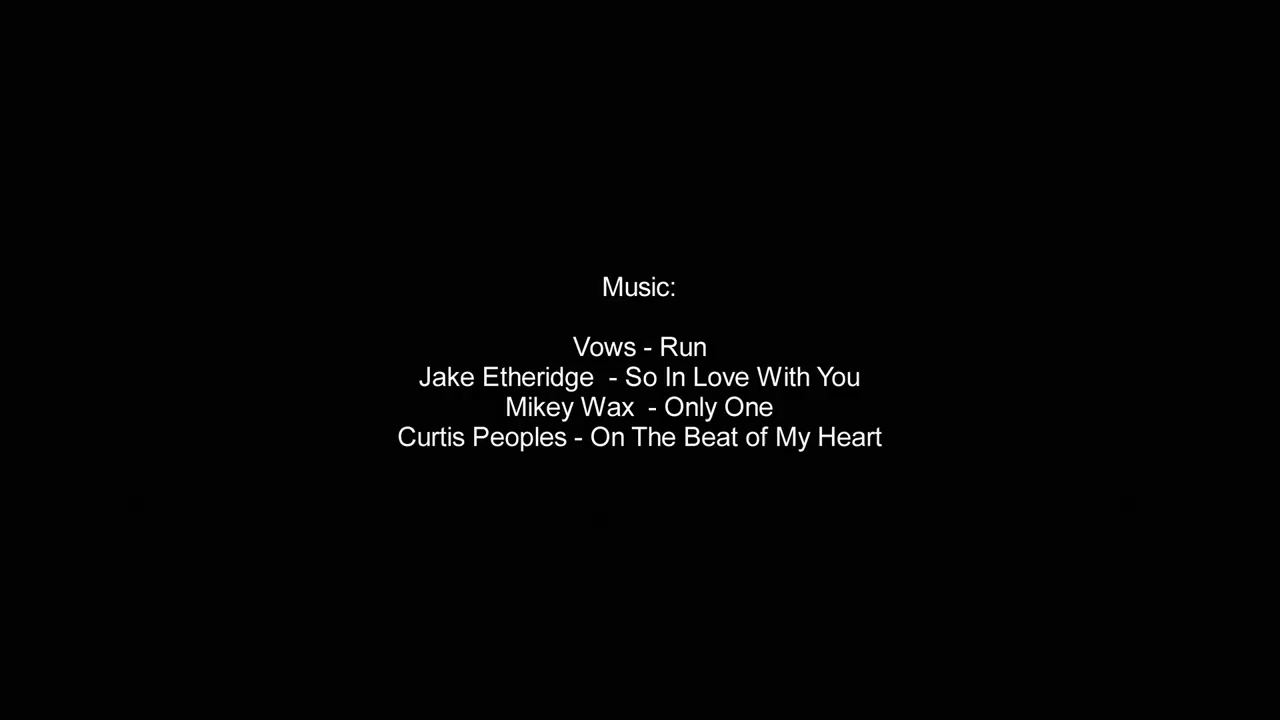 Music:
Vows - Run
Jake Etheridge  - So In Love With You
Mikey Wax  - Only One
Curtis Peoples - On The Beat of My Heart